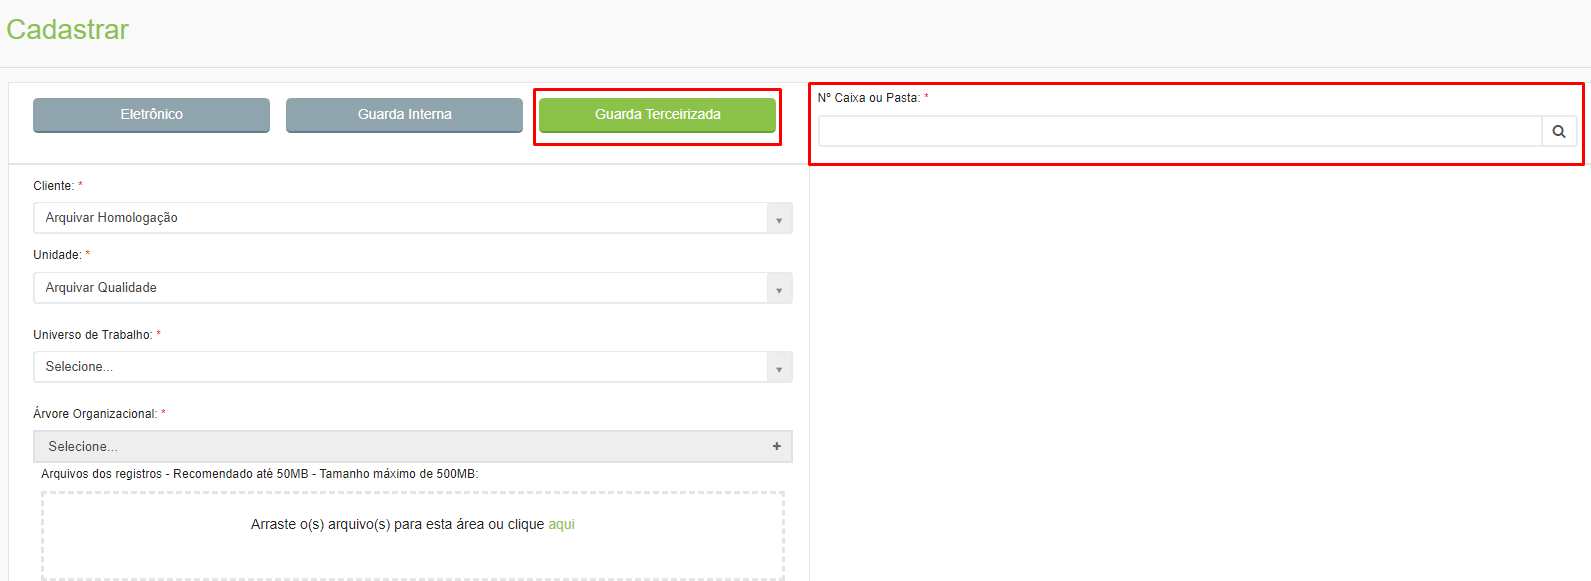 Cadastrar
Eletrônico
Guarda Interna
Guarda Terceirizada
Nº Caixa ou Pasta: *
Cliente: *
Arquivar Homologação
Unidade: *
Arquivar Qualidade
Universo de Trabalho: *
Selecione...
Árvore Organizacional: *
Selecione...
Arquivos dos registros - Recomendado até 50MB - Tamanho máximo de 500MB:
Arraste o(s) arquivo(s) para esta área ou clique aqui